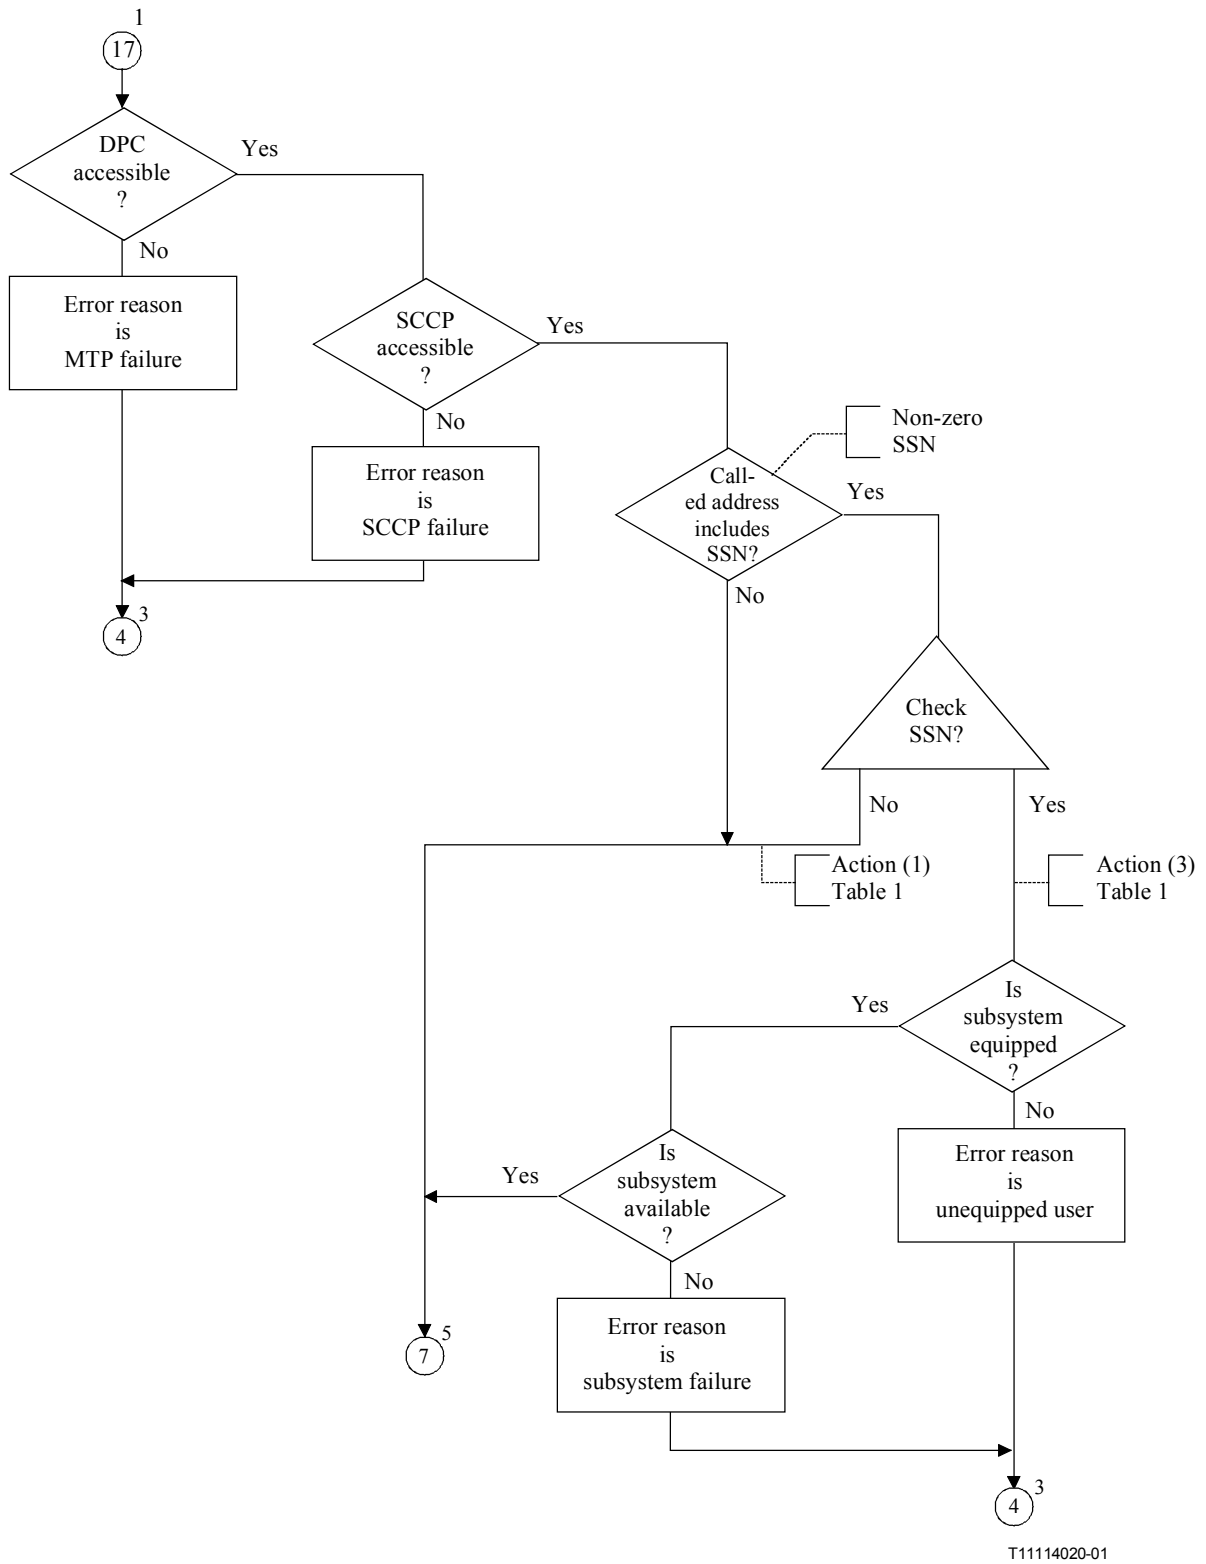 1
17
DPC
accessible
?
Yes
No
Error reason
is
MTP failure
SCCP
accessible
?
Yes
No
Error reason
is
SCCP failure
3
4
Non-zero
SSN
Call-
ed address
includes
SSN?
Yes
No
Check
SSN?
No
Yes
Action (1)
Table 1
Action (3)
Table 1
Is
subsystem
equipped
?
Yes
No
Error reason
is
unequipped user
Is
subsystem
available
?
Yes
No
Error reason
is
subsystem failure
5
7
3
4
T11114020-01